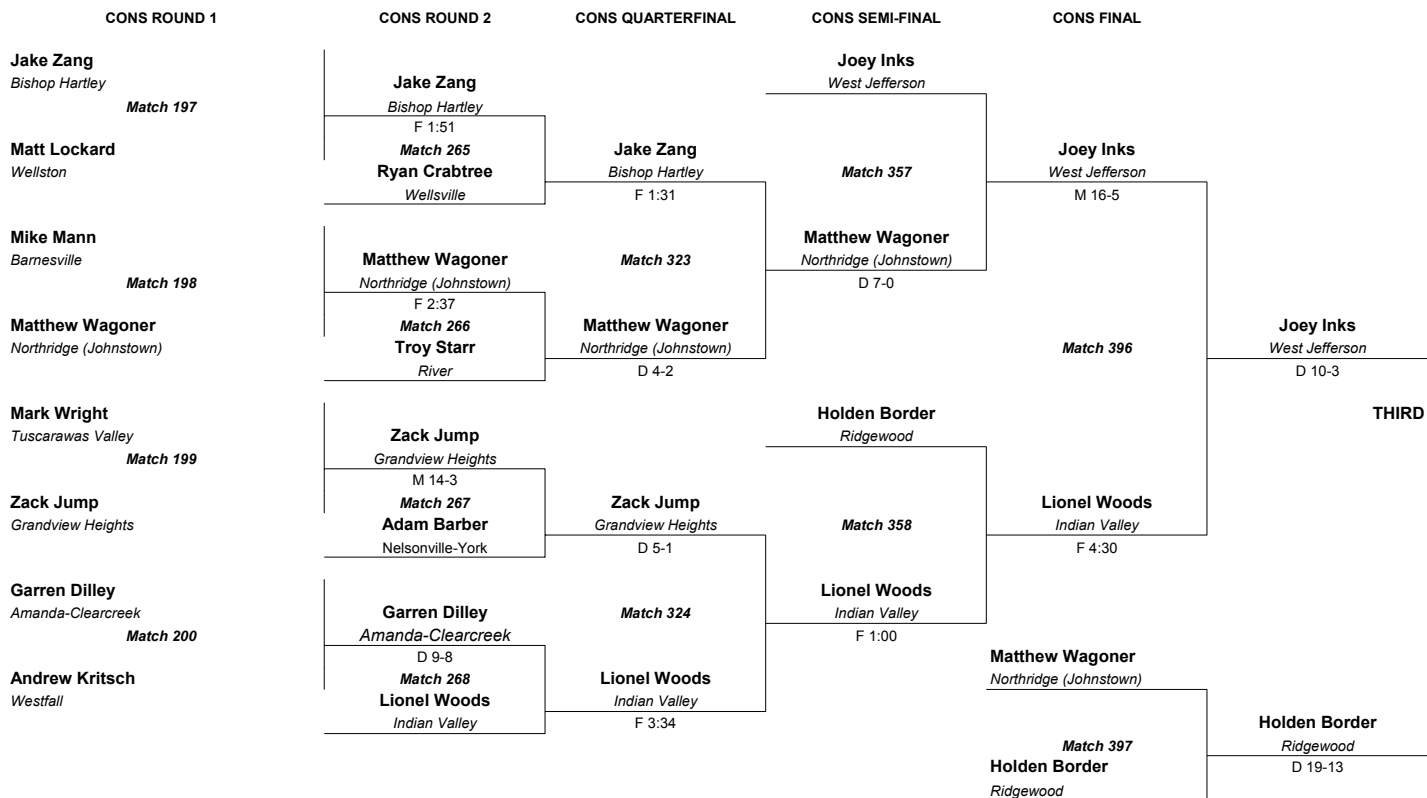 CONS ROUND 1
CONS ROUND 2
CONS QUARTERFINAL
CONS SEMI-FINAL
CONS FINAL
Jake Zang
Bishop Hartley
Match 197
Matt Lockard
Wellston
Mike Mann
Barnesville
Match 198
Matthew Wagoner
Northridge (Johnstown)
Mark Wright
Tuscarawas Valley
Match 199
Zack Jump
Grandview Heights
Garren Dilley
Amanda-Clearcreek
Match 200
Andrew Kritsch
Westfall
Jake Zang
Bishop Hartley
F 1:51
Match 265
Ryan Crabtree
Wellsville
Matthew Wagoner
Northridge (Johnstown)
F 2:37
Match 266
Troy Starr
River
Zack Jump
Grandview Heights
M 14-3
Match 267
Adam Barber
Nelsonville-York
Garren Dilley
Amanda-Clearcreek
D 9-8
Match 268
Lionel Woods
Indian Valley
Jake Zang
Bishop Hartley
F 1:31
Match 323
Matthew Wagoner
Northridge (Johnstown)
D 4-2
Zack Jump
Grandview Heights
D 5-1
Match 324
Lionel Woods
Indian Valley
F 3:34
Joey Inks
West Jefferson
Match 357
Matthew Wagoner
Northridge (Johnstown)
D 7-0
Holden Border
Ridgewood
Match 358
Lionel Woods
Indian Valley
F 1:00
Joey Inks
West Jefferson
M 16-5
Match 396
Lionel Woods
Indian Valley
F 4:30
Matthew Wagoner
Northridge (Johnstown)
Match 397
Holden Border
Ridgewood
Joey Inks
West Jefferson
D 10-3
THIRD
Holden Border
Ridgewood
D 19-13